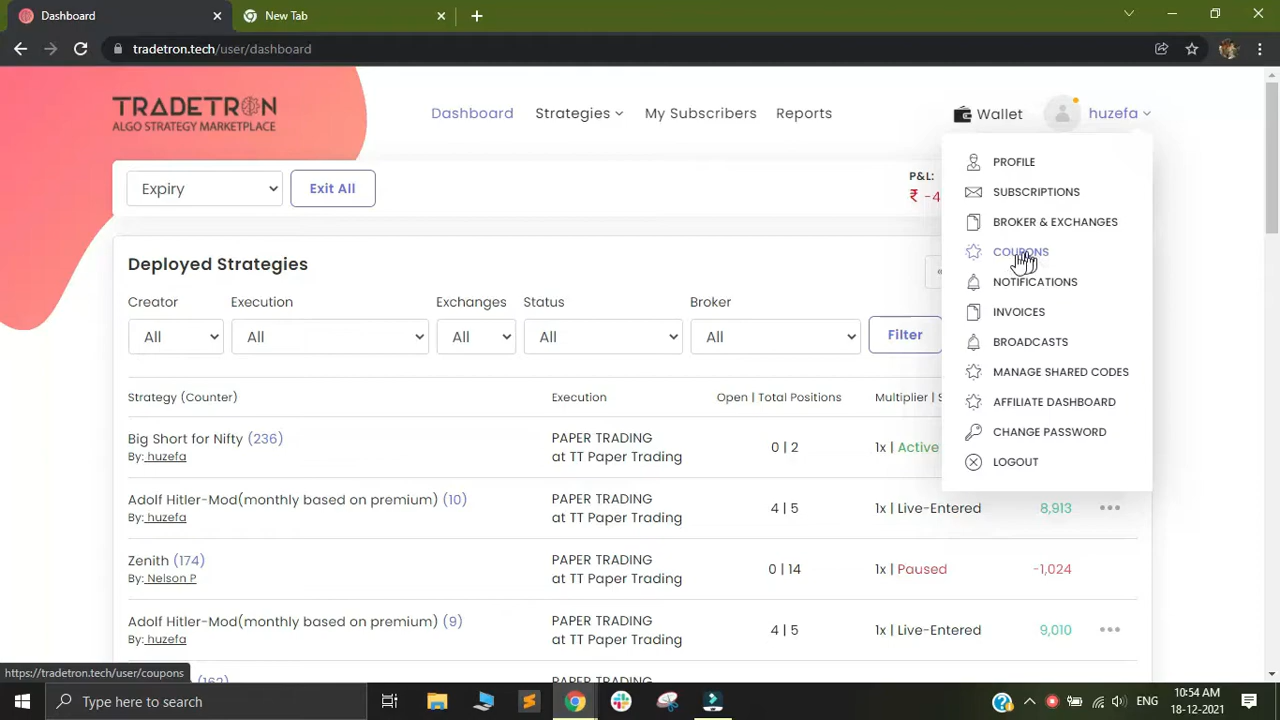 Dashboard
New Tab
tradetron.tech/user/dashboard
TRADETRON
ALGO STRATEGY MARKETPLACE
Dashboard
Strategies
My Subscribers
Reports
Wallet
huzefa
PROFILE
SUBSCRIPTIONS
BROKER & EXCHANGES
COUPONS
NOTIFICATIONS
INVOICES
BROADCASTS
MANAGE SHARED CODES
AFFILIATE DASHBOARD
CHANGE PASSWORD
LOGOUT
Expiry
Exit All
P&L:
₹ -4
Deployed Strategies
Creator
Execution
Exchanges
Status
Broker
All
All
All
All
All
Filter
Strategy (Counter)
Execution
Open | Total Positions
Multiplier | S
Big Short for Nifty (236)
By: huzefa
PAPER TRADING
at TT Paper Trading
0 | 2
1x | Active
Adolf Hitler-Mod(monthly based on premium) (10)
By: huzefa
PAPER TRADING
at TT Paper Trading
4 | 5
1x | Live-Entered
8,913
Zenith (174)
By: Nelson P
PAPER TRADING
at TT Paper Trading
0 | 14
1x | Paused
-1,024
Adolf Hitler-Mod(monthly based on premium) (9)
By: huzefa
PAPER TRADING
at TT Paper Trading
4 | 5
1x | Live-Entered
9,010
https://tradetron.tech/user/coupons
(162)
PAPER TRADING
Type here to search
ENG
10:54 AM
18-12-2021